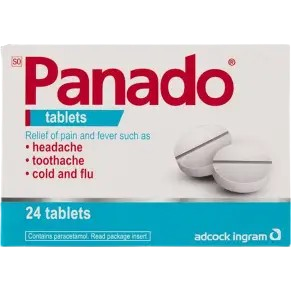 S0
Panado®
tablets
Relief of pain and fever such as
• headache
• toothache
• cold and flu
24 tablets
Contains paracetamol. Read package insert.
adcock ingram